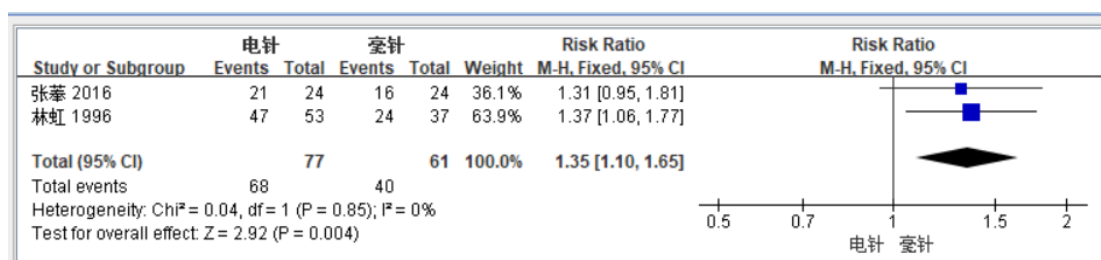 电针 毫针 Risk Ratio Risk Ratio
Study or Subgroup Events Total Events Total Weight M-H, Fixed, 95% CI M-H, Fixed, 95% CI
张蓁 2016 21 24 16 24 36.1% 1.31 [0.95, 1.81]
林虹 1996 47 53 24 37 63.9% 1.37 [1.06, 1.77]
Total (95% CI) 77 61 100.0% 1.35 [1.10, 1.65]
Total events 68 40
Heterogeneity: Chi² = 0.04, df = 1 (P = 0.85); I² = 0%
Test for overall effect: Z = 2.92 (P = 0.004)
0.5 0.7 1 1.5 2
电针 毫针